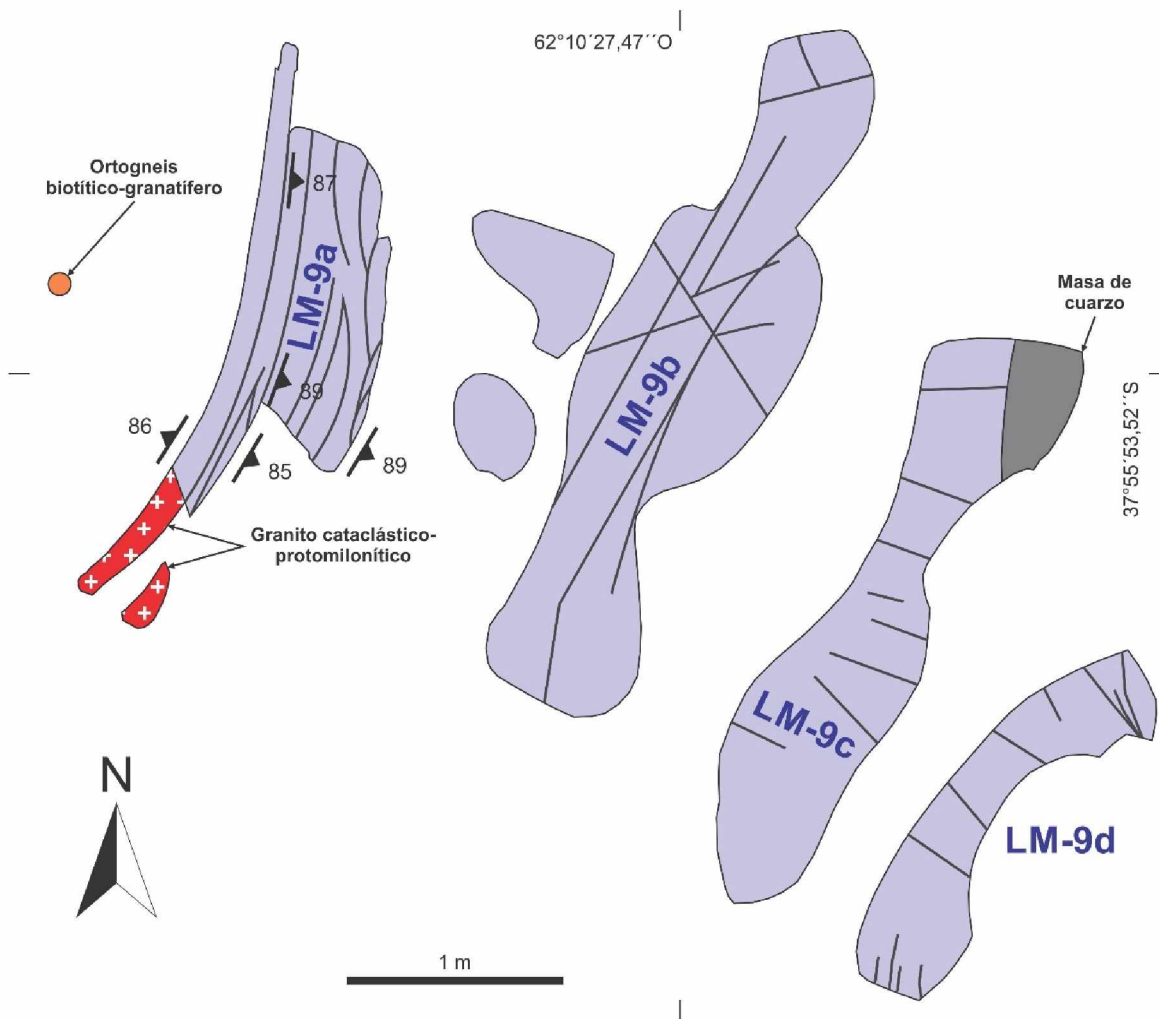 62°10´27,47´´O
Ortogneis
biotítico-granatífero
87
LM-9a
Masa de
cuarzo
89
LM-9b
37°55´53,52´´S
86
85
89
Granito cataclástico-
protomilonítico
LM-9c
N
LM-9d
1 m